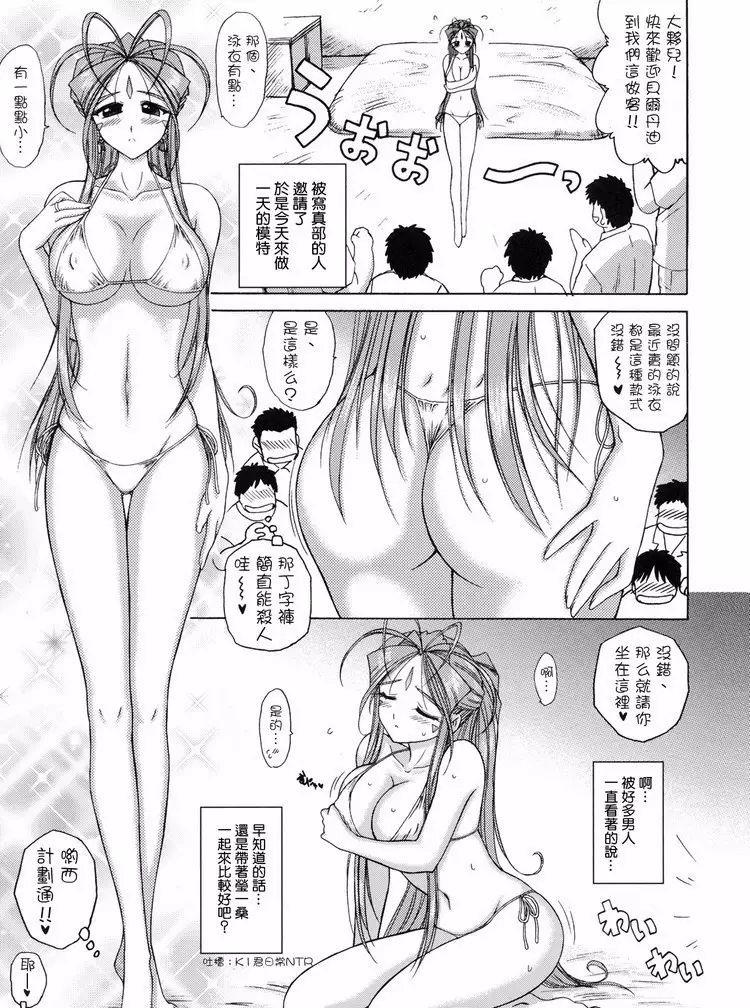 大夥兒！
快來歡迎貝爾丹迪
到我們這做客!!
うおおーっ
被寫真部的人
邀請了
於是今天來做
一天的模特
那個、
泳衣有點…
有一點點小…
沒問題的說
最近賣的泳衣
都是這種款式
沒錯〜〜♥
是、
是這樣么？
那丁字褲
簡直能殺人
哇〜〜♥
沒錯、
那么就請你
坐在這裡
♥
啊…
是的…
啊…
被好多男人
一直看著的說…
早知道的話…
還是帶著螢一桑
一起來比較好吧？
わい
わい
喲西
計劃通!!
♥
耶
♥
吐槽：K1君日常NTR